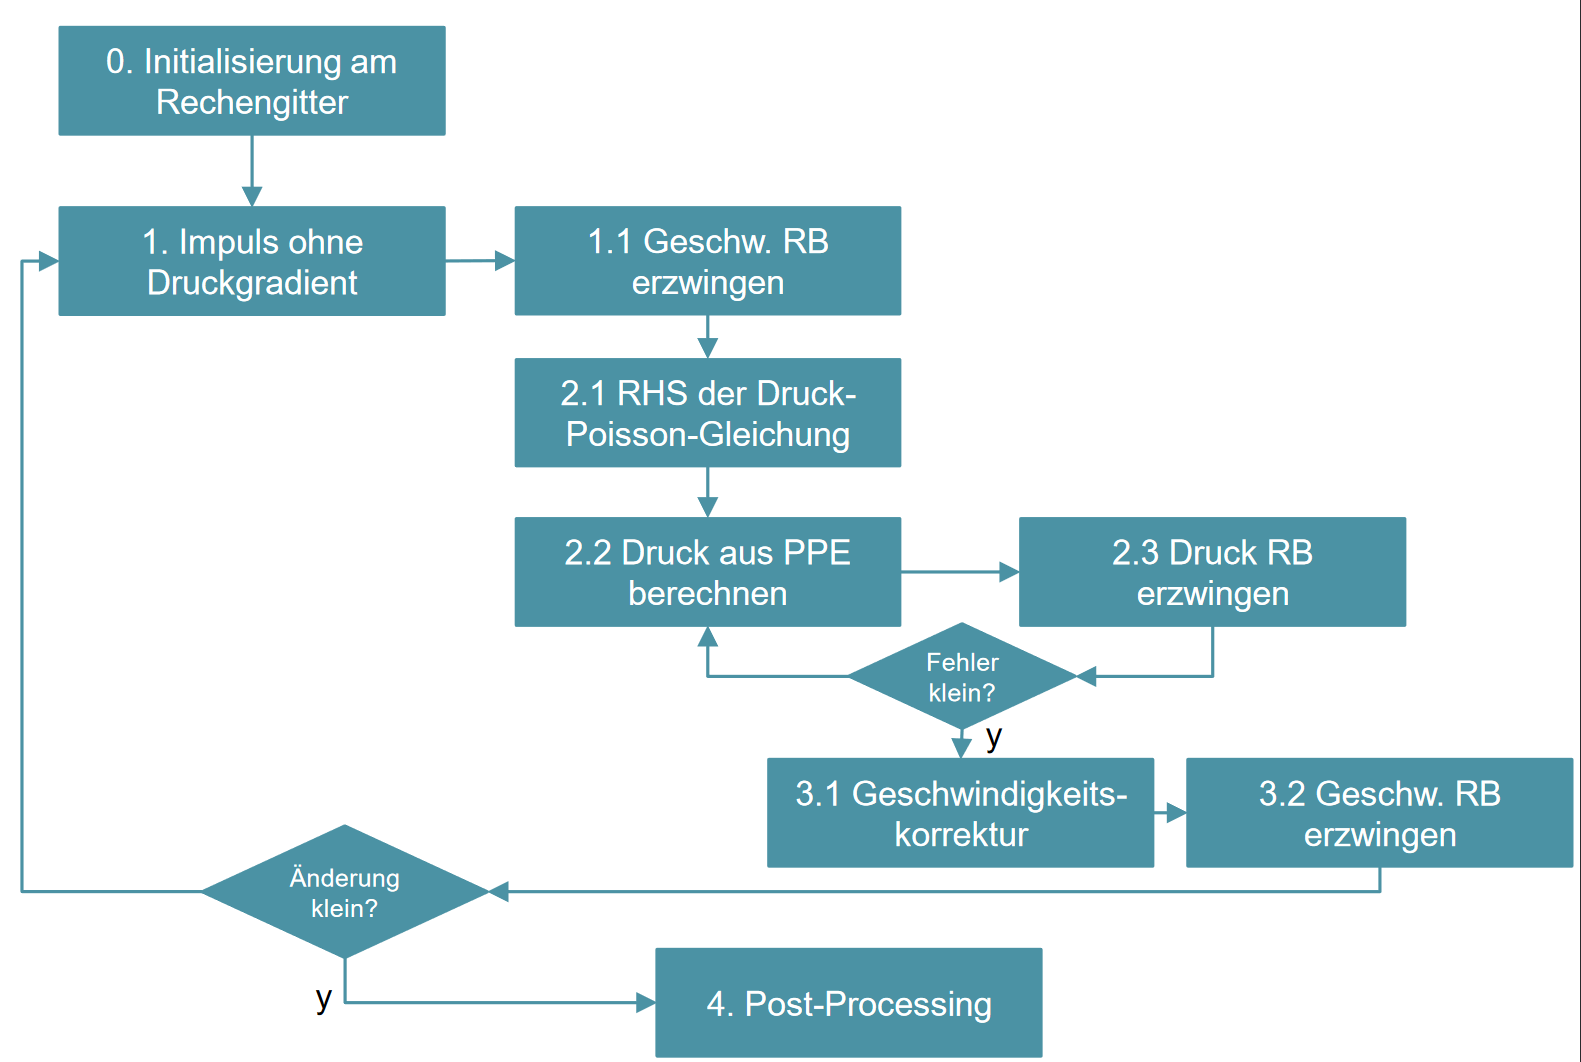 0. Initialisierung am
Rechengitter
1. Impuls ohne
Druckgradient
1.1 Geschw. RB
erzwingen
2.1 RHS der Druck-
Poisson-Gleichung
2.2 Druck aus PPE
berechnen
2.3 Druck RB
erzwingen
Fehler
klein?
y
3.1 Geschwindigkeits-
korrektur
3.2 Geschw. RB
erzwingen
Änderung
klein?
y
4. Post-Processing